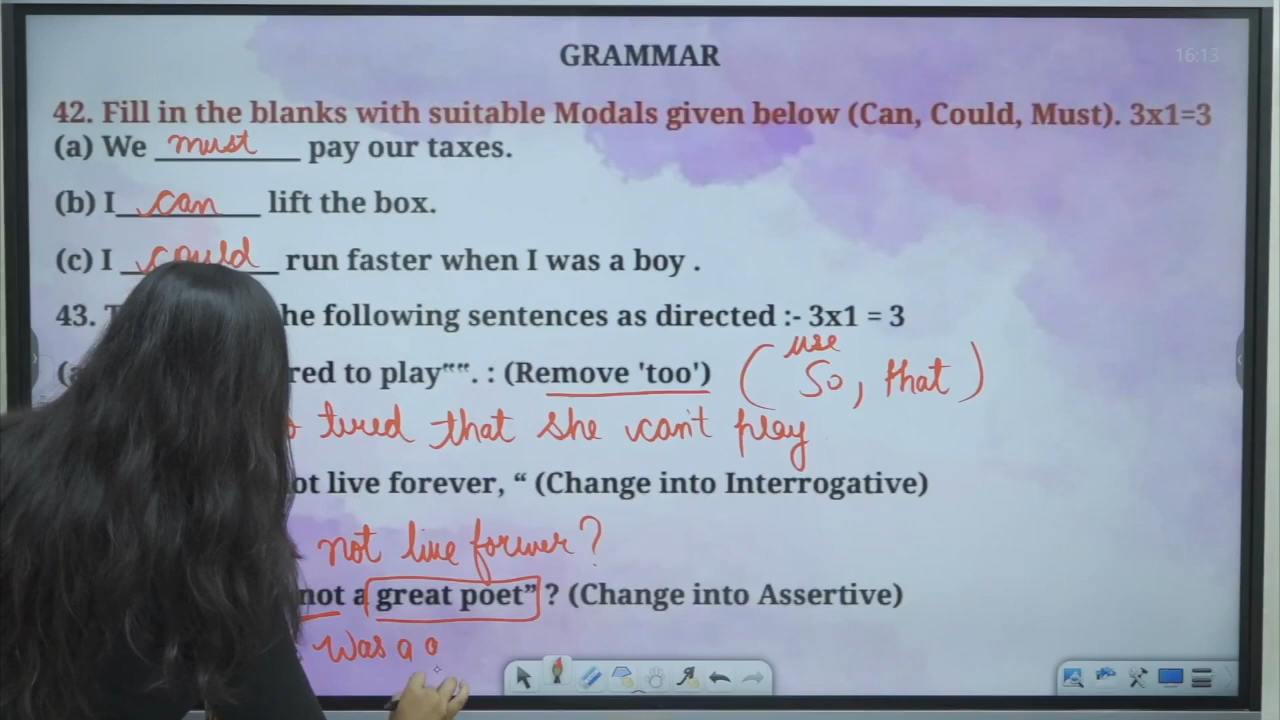 GRAMMAR
16:13
42. Fill in the blanks with suitable Modals given below (Can, Could, Must). 3x1=3
(a) We must pay our taxes.
(b) I can lift the box.
(c) I could run faster when I was a boy .
43. he following sentences as directed :- 3x1 = 3
(a red to play"". : (Remove 'too') ( use So, that )
tired that she can't play
ot live forever, “ (Change into Interrogative)
not live forever?
not a great poet” ? (Change into Assertive)
Was a